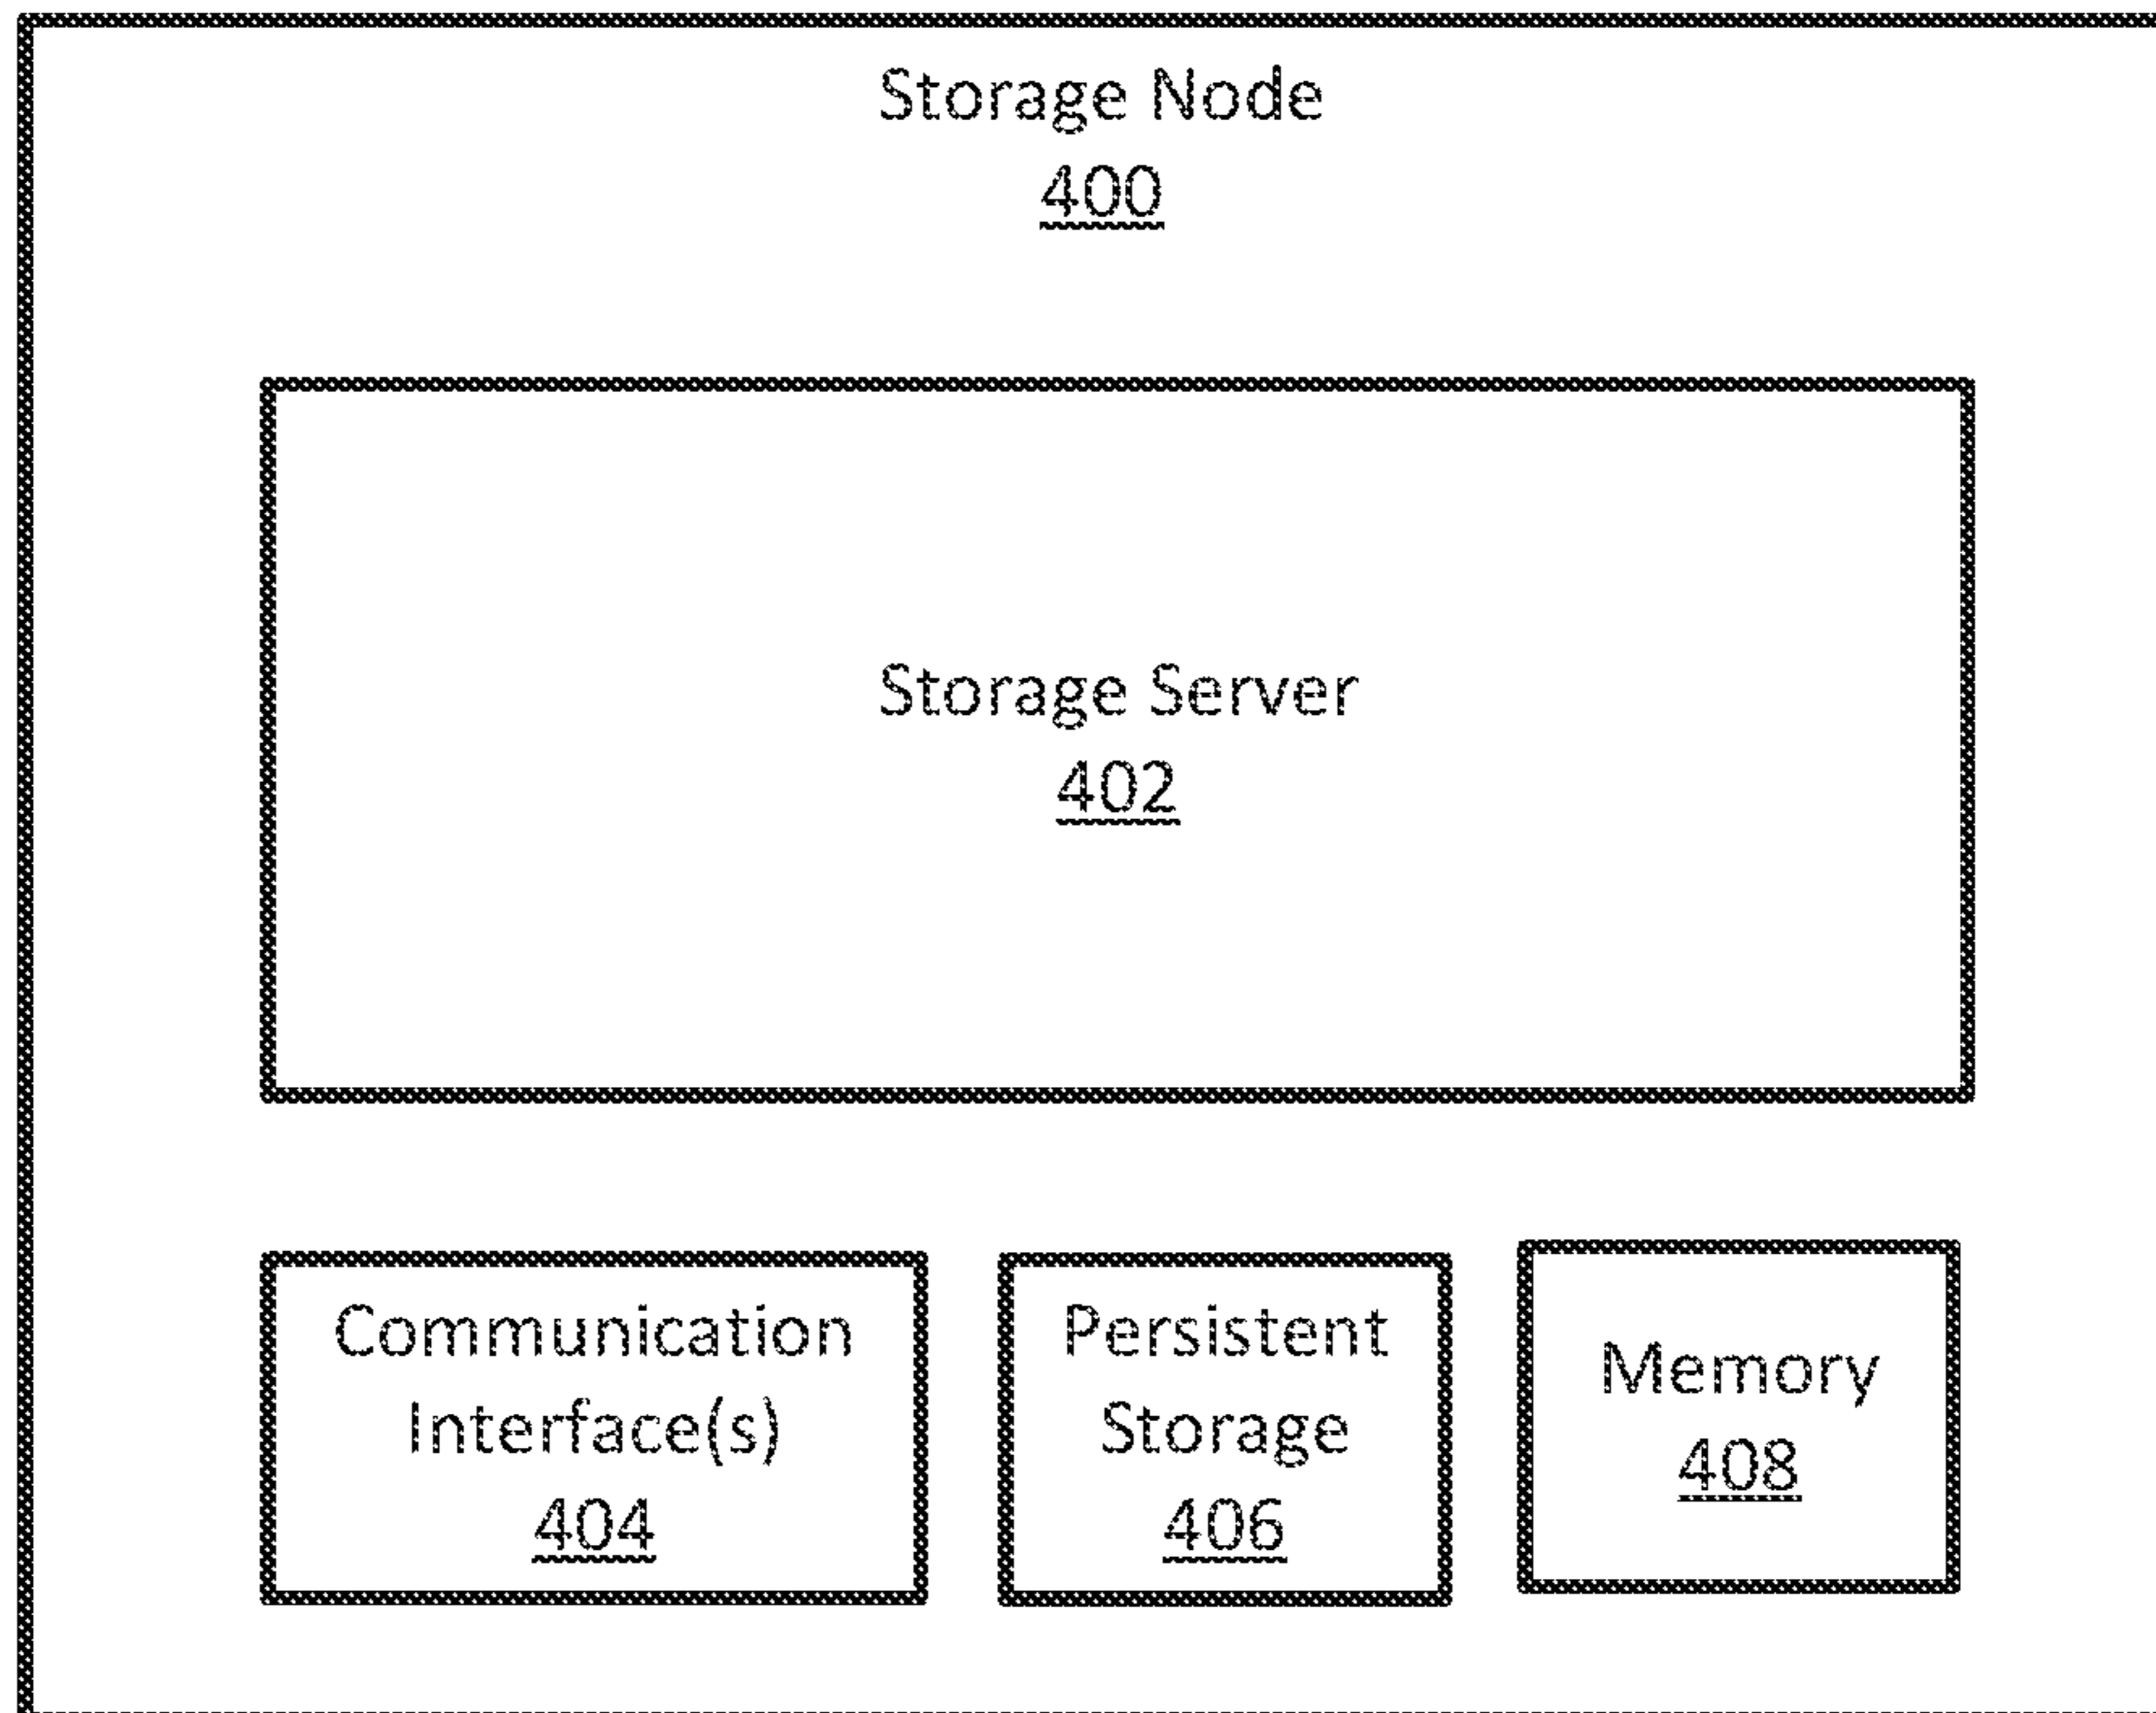 Storage Node
400
Storage Server
402
Communication
Interface(s)
404
Persistent
Storage
406
Memory
408